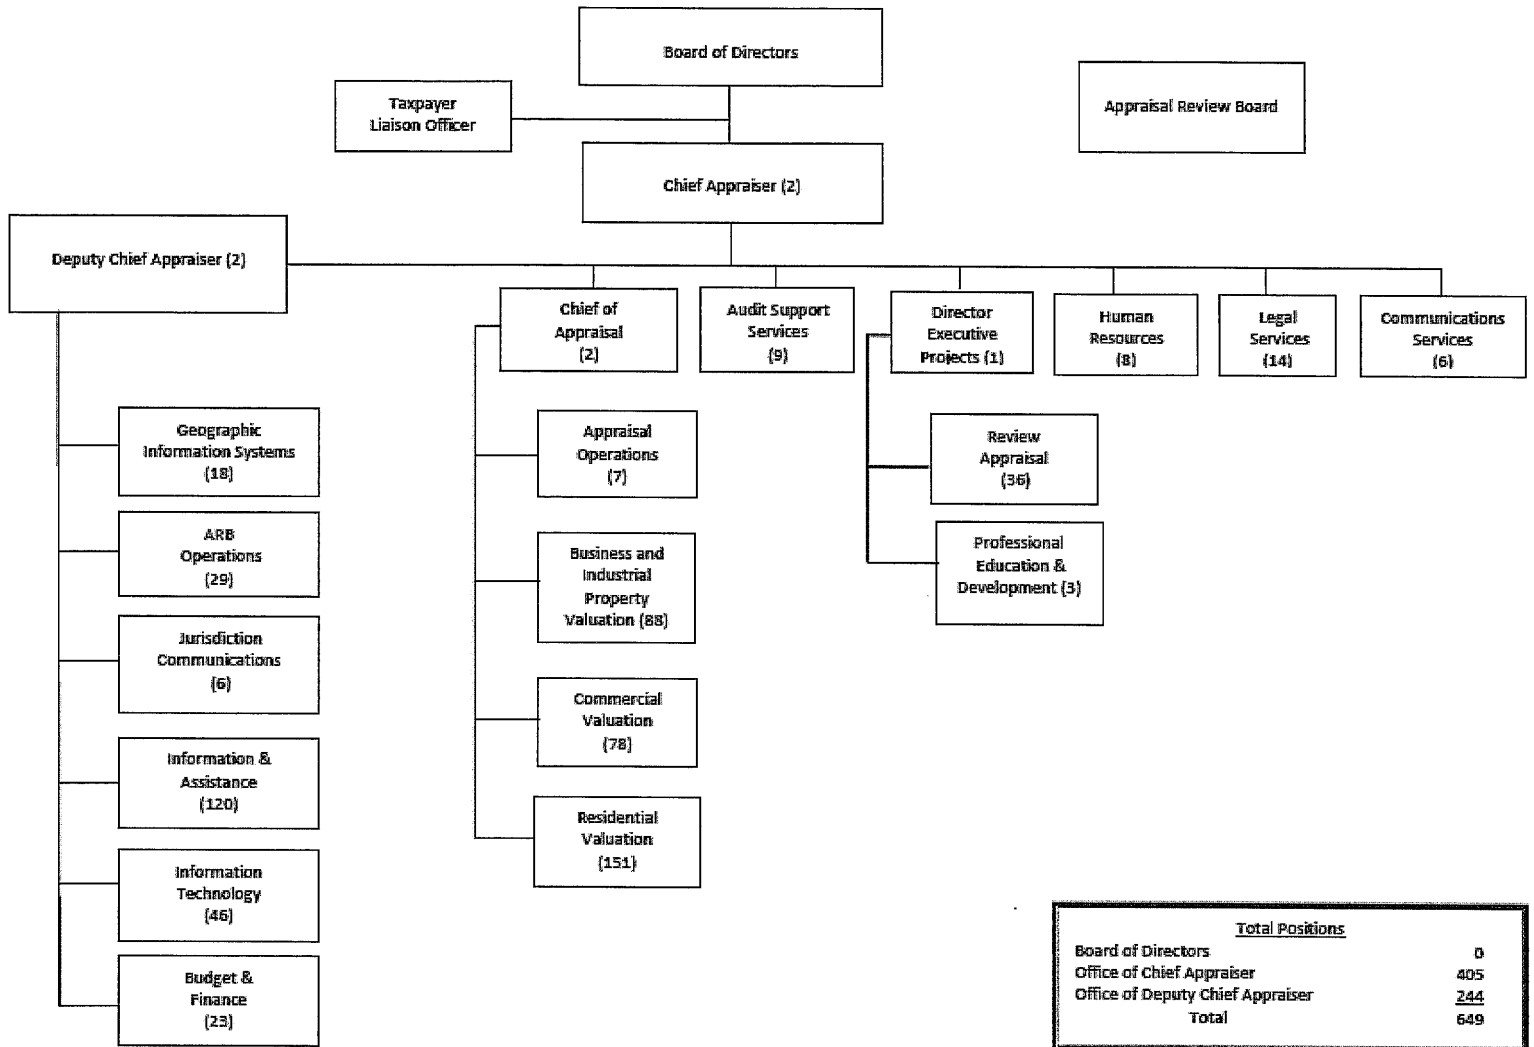 Board of Directors
Taxpayer
Liaison Officer
Appraisal Review Board
Chief Appraiser (2)
Deputy Chief Appraiser (2)
Chief of
Appraisal
(2)
Audit Support
Services
(9)
Director
Executive
Projects (1)
Human
Resources
(8)
Legal
Services
(14)
Communications
Services
(6)
Geographic
Information Systems
(18)
ARB
Operations
(29)
Jurisdiction
Communications
(6)
Information &
Assistance
(120)
Information
Technology
(46)
Budget &
Finance
(23)
Appraisal
Operations
(7)
Business and
Industrial
Property
Valuation (88)
Commercial
Valuation
(78)
Residential
Valuation
(151)
Review
Appraisal
(36)
Professional
Education &
Development (3)
Total Positions
Board of Directors 0
Office of Chief Appraiser 405
Office of Deputy Chief Appraiser 244
Total 649